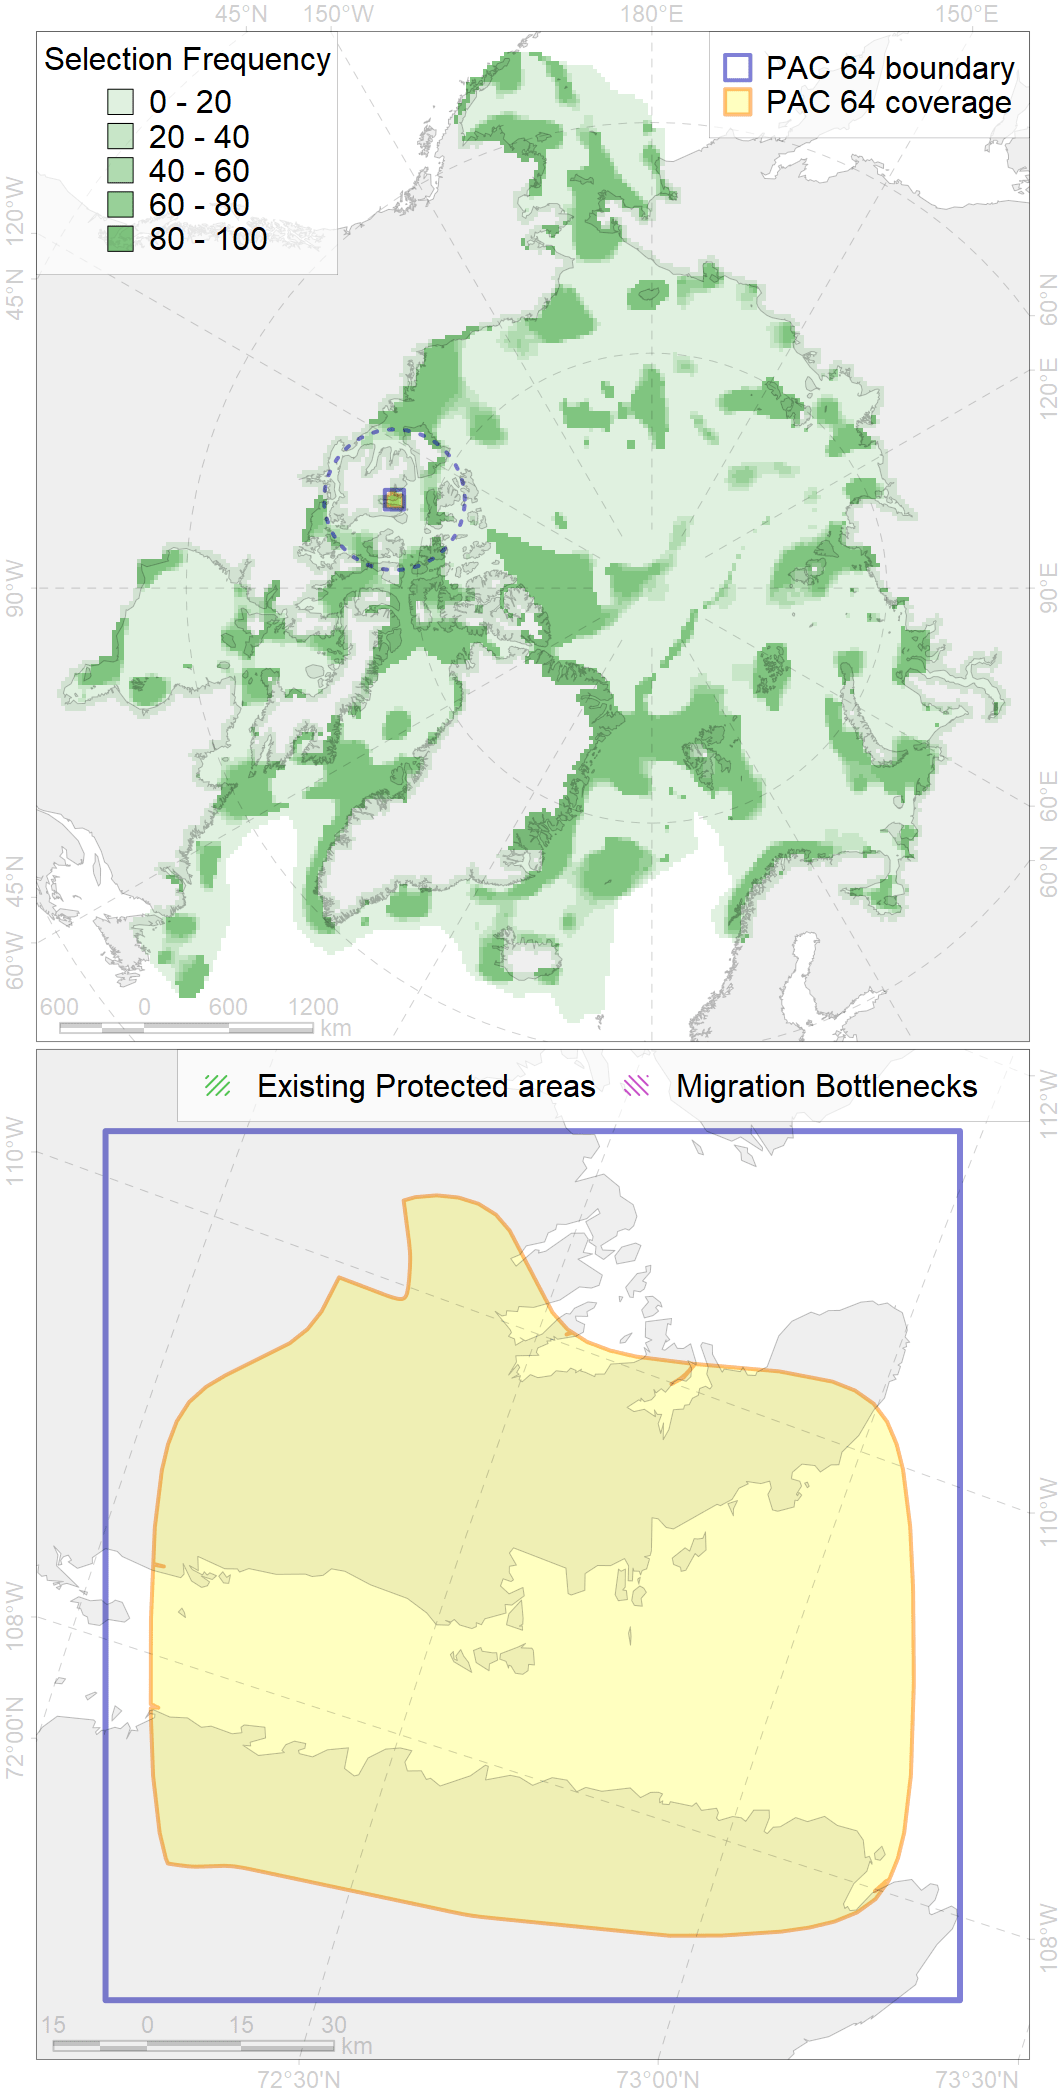 45°N 150°W 180°E 150°E
Selection Frequency
0 - 20
20 - 40
40 - 60
60 - 80
80 - 100
PAC 64 boundary
PAC 64 coverage
120°W
45°N
90°W
45°N
60°W
60°N
120°E
90°E
60°E
60°N
600 0 600 1200
km
Existing Protected areas
Migration Bottlenecks
110°W
108°W
72°00'N
112°W
110°W
108°W
15 0 15 30
km
72°30'N 73°00'N 73°30'N